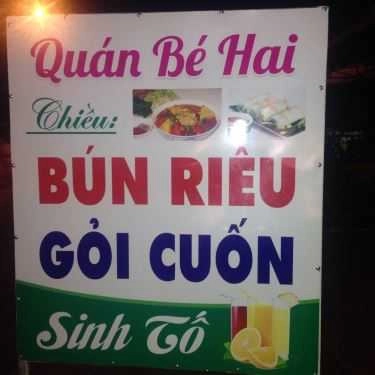 Quán Bé Hai
Chiều:
BÚN RIÊU
GỎI CUỐN
Sinh Tố